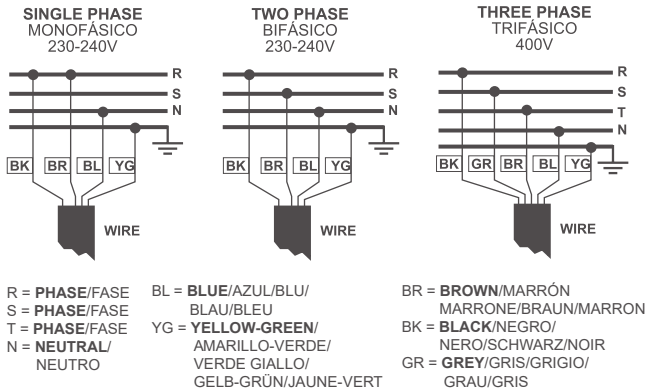 SINGLE PHASE
MONOFÁSICO
230-240V
R
S
N
BK BR BL YG
WIRE
TWO PHASE
BIFÁSICO
230-240V
R
S
N
BK BR BL YG
WIRE
THREE PHASE
TRIFÁSICO
400V
R
S
T
N
BK GR BR BL YG
WIRE
R = PHASE/FASE
S = PHASE/FASE
T = PHASE/FASE
N = NEUTRAL/
NEUTRO
BL = BLUE/AZUL/BLU/
BLAU/BLEU
YG = YELLOW-GREEN/
AMARILLO-VERDE/
VERDE GIALLO/
GELB-GRÜN/JAUNE-VERT
BR = BROWN/MARRÓN
MARRONE/BRAUN/MARRON
BK = BLACK/NEGRO/
NERO/SCHWARZ/NOIR
GR = GREY/GRIS/GRIGIO/
GRAU/GRIS